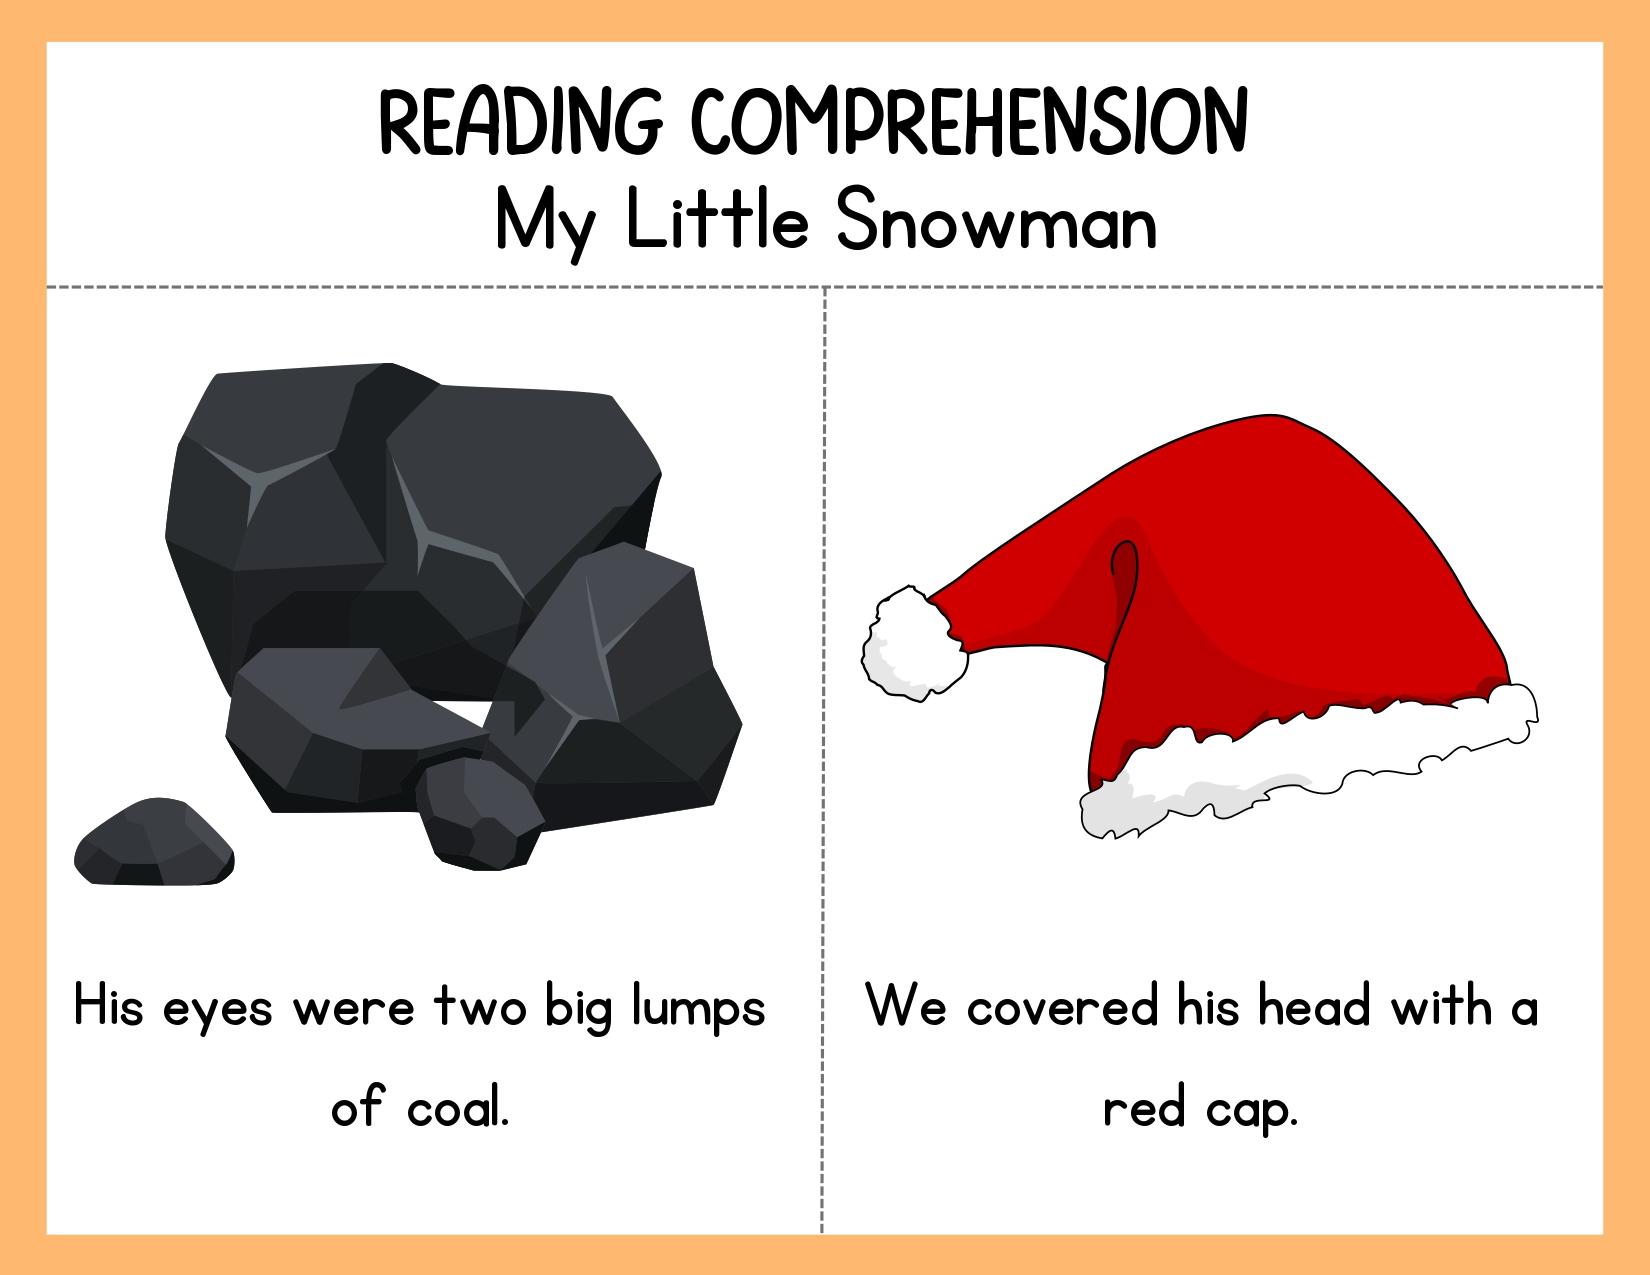 READING COMPREHENSION
My Little Snowman
His eyes were two big lumps
of coal.
We covered his head with a
red cap.